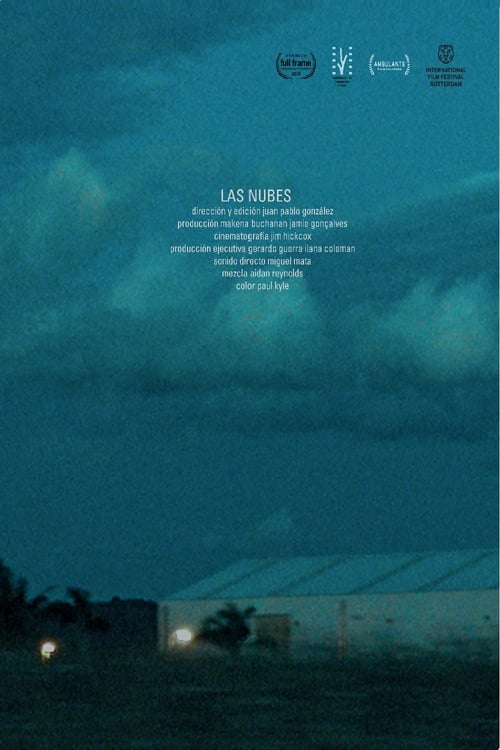 full frame
AMBULANTE
INTERNATIONAL
FILM FESTIVAL
ROTTERDAM
LAS NUBES
dirección y edición juan pablo gonzález
producción makena buchanan jamie gonçalves
cinematografía jim hickcox
producción ejecutiva gerardo guerra ilana coleman
sonido directo miguel mata
mezcla aidan reynolds
color paul kyle